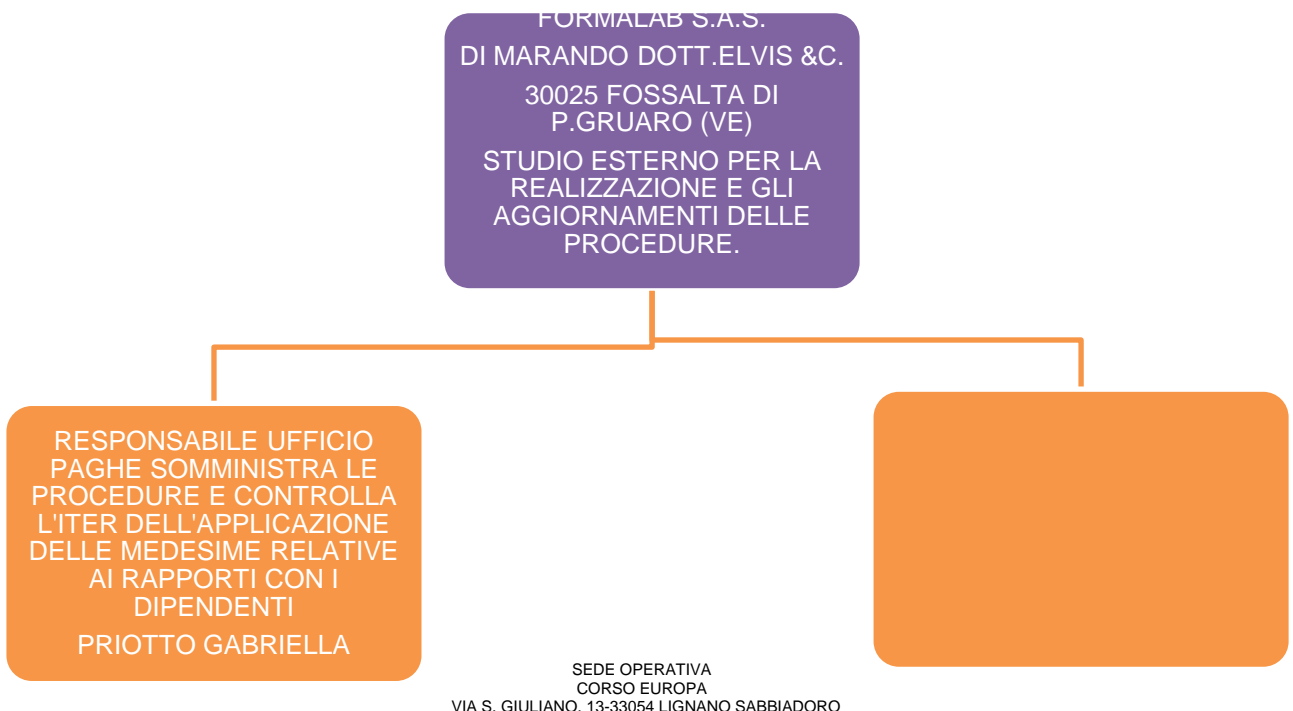 FORMALAB S.A.S.
DI MARANDO DOTT.ELVIS &C.
30025 FOSSALTA DI
P.GRUARO (VE)
STUDIO ESTERNO PER LA
REALIZZAZIONE E GLI
AGGIORNAMENTI DELLE
PROCEDURE.
RESPONSABILE UFFICIO
PAGHE SOMMINISTRA LE
PROCEDURE E CONTROLLA
L'ITER DELL'APPLICAZIONE
DELLE MEDESIME RELATIVE
AI RAPPORTI CON I
DIPENDENTI
PRIOTTO GABRIELLA
SEDE OPERATIVA
CORSO EUROPA
VIA S. GIULIANO, 13-33054 LIGNANO SABBIADORO